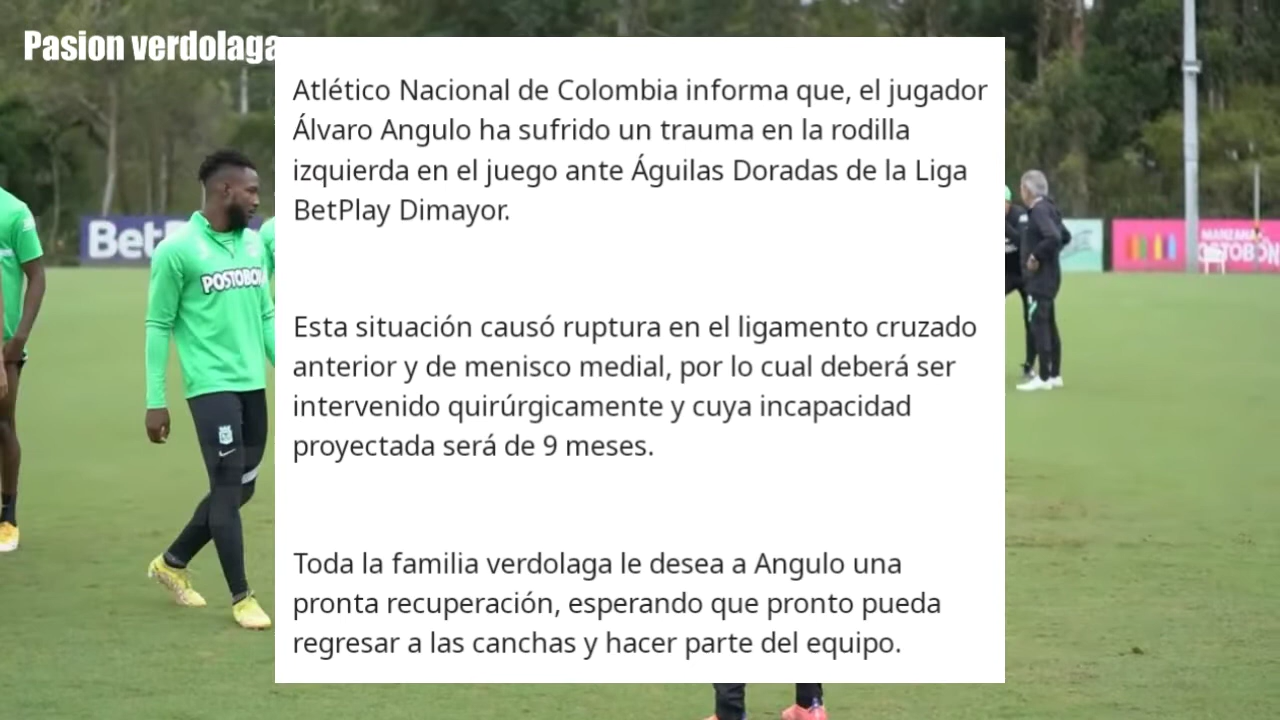 Pasion verdolaga
Atlético Nacional de Colombia informa que, el jugador
Álvaro Angulo ha sufrido un trauma en la rodilla
izquierda en el juego ante Águilas Doradas de la Liga
BetPlay Dimayor.
Esta situación causó ruptura en el ligamento cruzado
anterior y de menisco medial, por lo cual deberá ser
intervenido quirúrgicamente y cuya incapacidad
proyectada será de 9 meses.
Toda la familia verdolaga le desea a Angulo una
pronta recuperación, esperando que pronto pueda
regresar a las canchas y hacer parte del equipo.
Bet
POSTOBON
MANZANA
POSTOBÓN